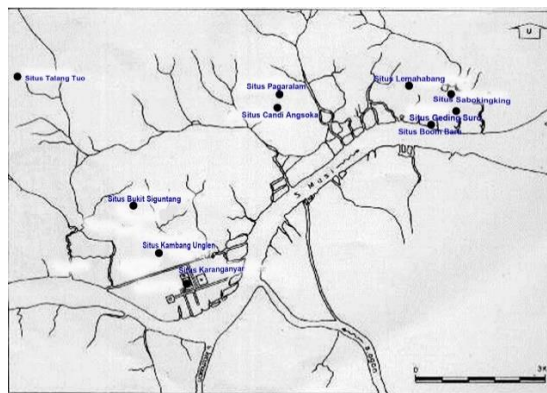 U
Situs Talang Tuo
Situs Pagaralam
Situs Candi Angsoka
Situs Lemahabang
Situs Sabokingking
Situs Geding Suro
Situs Boom Baru
S. Musi
Situs Bukit Siguntang
Situs Kambang Unglen
Situs Karanganyar
S. Ogan
0